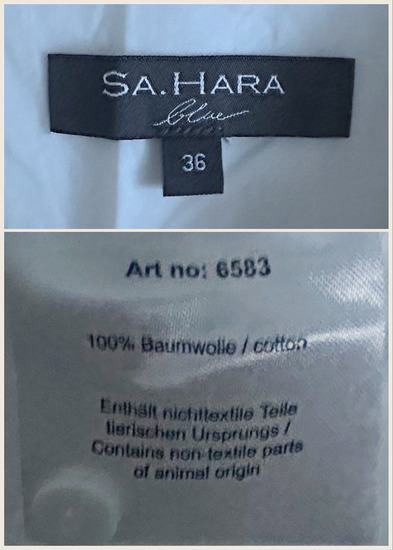 SA.HARA
blue
36
Art no: 6583
100% Baumwolle / cotton
Enthält nichttextile Teile
tierischen Ursprungs /
Contains non-textile parts
of animal origin